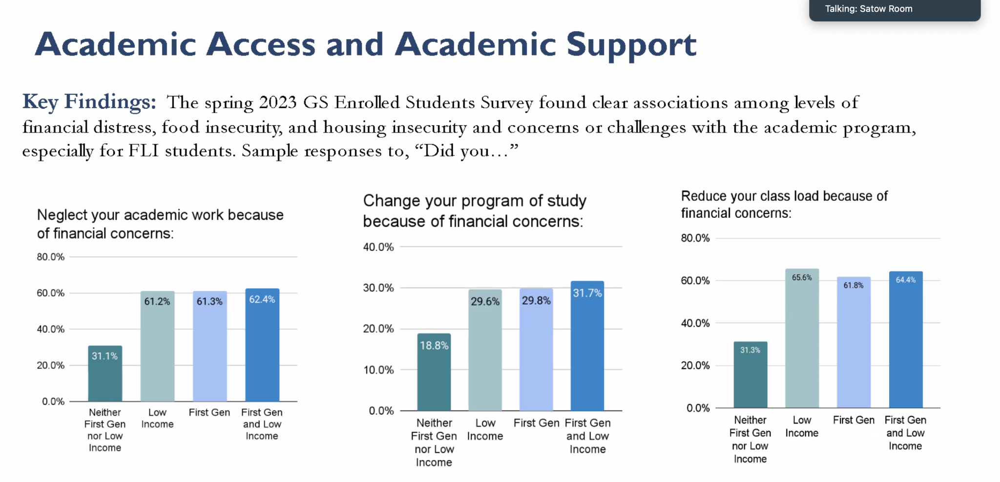 Talking: Satow Room
Academic Access and Academic Support
Key Findings: The spring 2023 GS Enrolled Students Survey found clear associations among levels of
financial distress, food insecurity, and housing insecurity and concerns or challenges with the academic program,
especially for FLI students. Sample responses to, “Did you…”
Neglect your academic work because
of financial concerns:
80.0%
60.0%
40.0%
20.0%
0.0%
31.1%
61.2%
61.3%
62.4%
Neither
First Gen
nor Low
Income
Low
Income
First Gen
First Gen
and Low
Income
Change your program of study
because of financial concerns:
40.0%
30.0%
20.0%
10.0%
0.0%
18.8%
29.6%
29.8%
31.7%
Neither
First Gen
nor Low
Income
Low
Income
First Gen
First Gen
and Low
Income
Reduce your class load because of
financial concerns:
80.0%
60.0%
40.0%
20.0%
0.0%
31.3%
65.6%
61.8%
64.4%
Neither
First Gen
nor Low
Income
Low
Income
First Gen
First Gen
and Low
Income